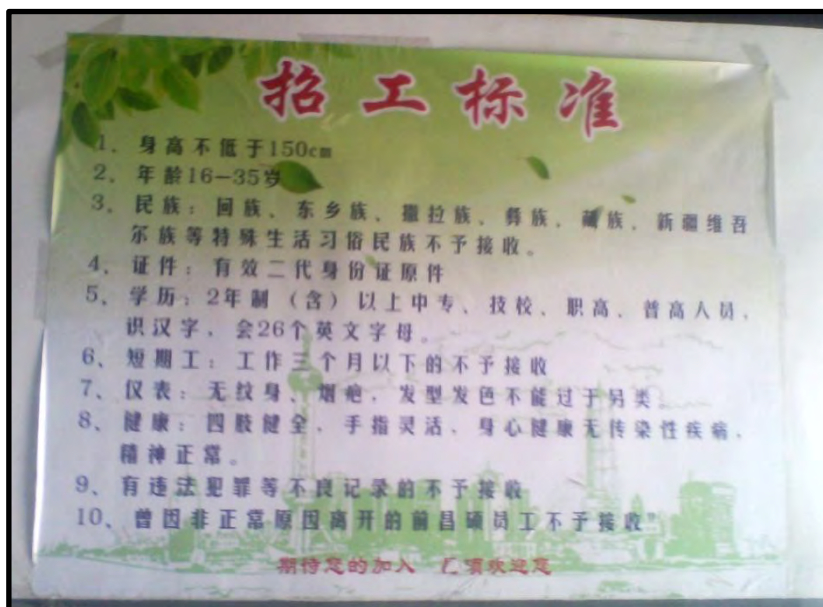 招工标准
1、身高不低于150cm
2、年龄16—35岁
3、民族：回族、东乡族、撒拉族、彝族、藏族、新疆维吾
尔族等特殊生活习俗民族不予接收。
4、证件：有效二代身份证原件
5、学历：2年制（含）以上中专、技校、职高、普高人员，
识汉字，会26个英文字母。
6、短期工：工作三个月以下的不予接收
7、仪表：无纹身、烟疤，发型发色不能过于另类。
8、健康：四肢健全，手指灵活，身心健康无传染性疾病，
精神正常。
9、有违法犯罪等不良记录的不予接收
10、曾因非正常原因离开的前昌硕员工不予接收"
期待您的加入 硕欢迎您